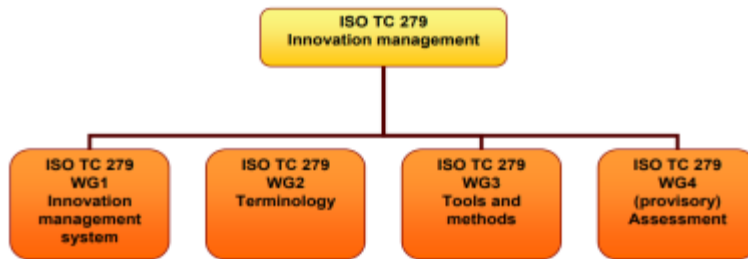 ISO TC 279
Innovation management
ISO TC 279
WG1
Innovation
management
system
ISO TC 279
WG2
Terminology
ISO TC 279
WG3
Tools and
methods
ISO TC 279
WG4
(provisory)
Assessment